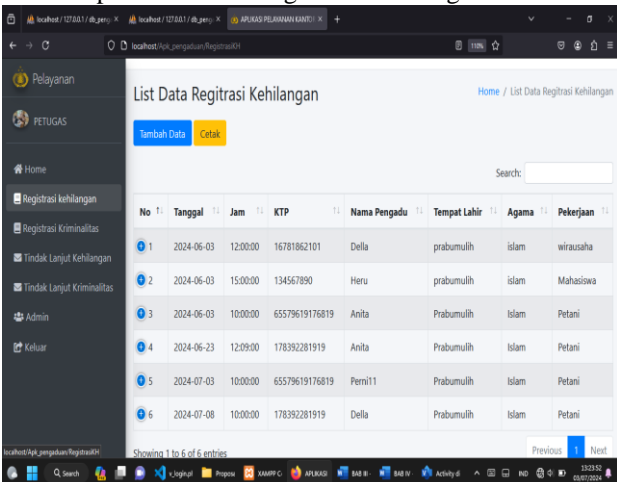 localhost / 127.0.0.1 / db_peng
localhost / 127.0.0.1 / db_peng
APLIKASI PELAYANAN KANTO
localhost/Apk_pengaduan/RegistrasiKH
110%
Pelayanan
PETUGAS
Home
Registrasi kehilangan
Registrasi Kriminalitas
Tindak Lanjut Kehilangan
Tindak Lanjut Kriminalitas
Admin
Keluar
List Data Regitrasi Kehilangan
Home / List Data Regitrasi Kehilangan
Tambah Data Cetak
Search:
No Tanggal Jam KTP Nama Pengadu Tempat Lahir Agama Pekerjaan
1 2024-06-03 12:00:00 16781862101 Della prabumulih islam wirausaha
2 2024-06-03 15:00:00 134567890 Heru prabumulih islam Mahasiswa
3 2024-06-03 10:00:00 65579619176819 Anita Prabumulih Islam Petani
4 2024-06-23 12:09:00 178392281919 Anita Prabumulih Islam Petani
5 2024-07-03 10:00:00 65579619176819 Perni11 Prabumulih Islam Petani
6 2024-07-08 10:00:00 178392281919 Della Prabumulih Islam Petani
Showing 1 to 6 of 6 entries
Previous 1 Next
localhost/Apk_pengaduan/RegistrasiKH
Search
v_login.pl
Propos
XAMPP C
APLIKASI
BAB III -
BAB IV -
Activity d
IND
13:23:52
03/07/2024